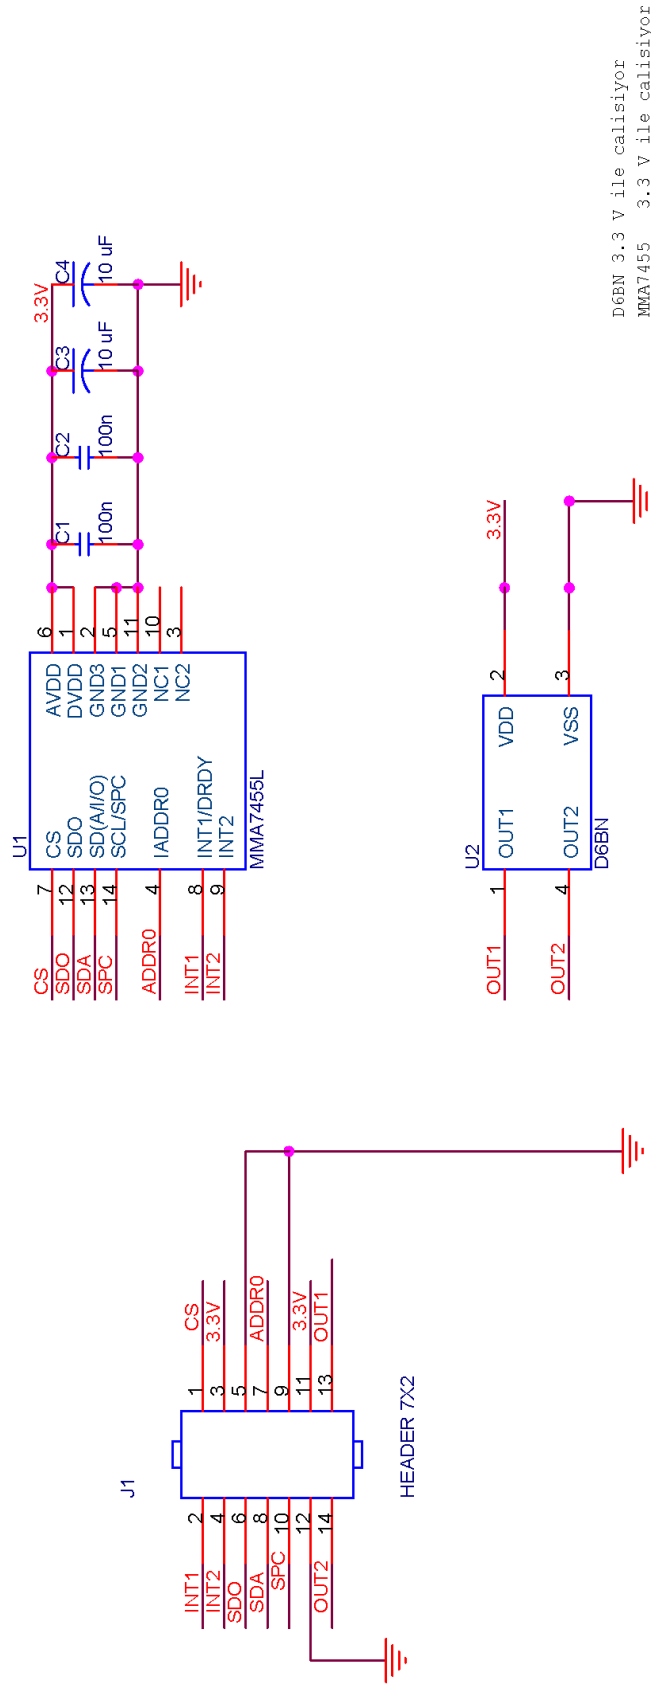 U1
MMA7455L
CS
SDO
SDA
SPC
ADDR0
INT1
INT2
7
12
13
14
4
8
9
CS
SDO
SD(A/I/O)
SCL/SPC
IADDR0
INT1/DRDY
INT2
AVDD
DVDD
GND3
GND1
GND2
NC1
NC2
6
1
2
5
11
10
3
C1
100n
C2
100n
C3
10 uF
C4
10 uF
3.3V
J1
HEADER 7X2
INT1
INT2
SDO
SDA
SPC
OUT2
2
4
6
8
10
12
14
1
3
5
7
9
11
13
CS
3.3V
ADDR0
3.3V
OUT1
U2
D6BN
OUT1
OUT2
1
4
OUT1
OUT2
VDD
VSS
2
3
3.3V
D6BN 3.3 V ile calisiyor
MMA7455 3.3 V ile calisiyor